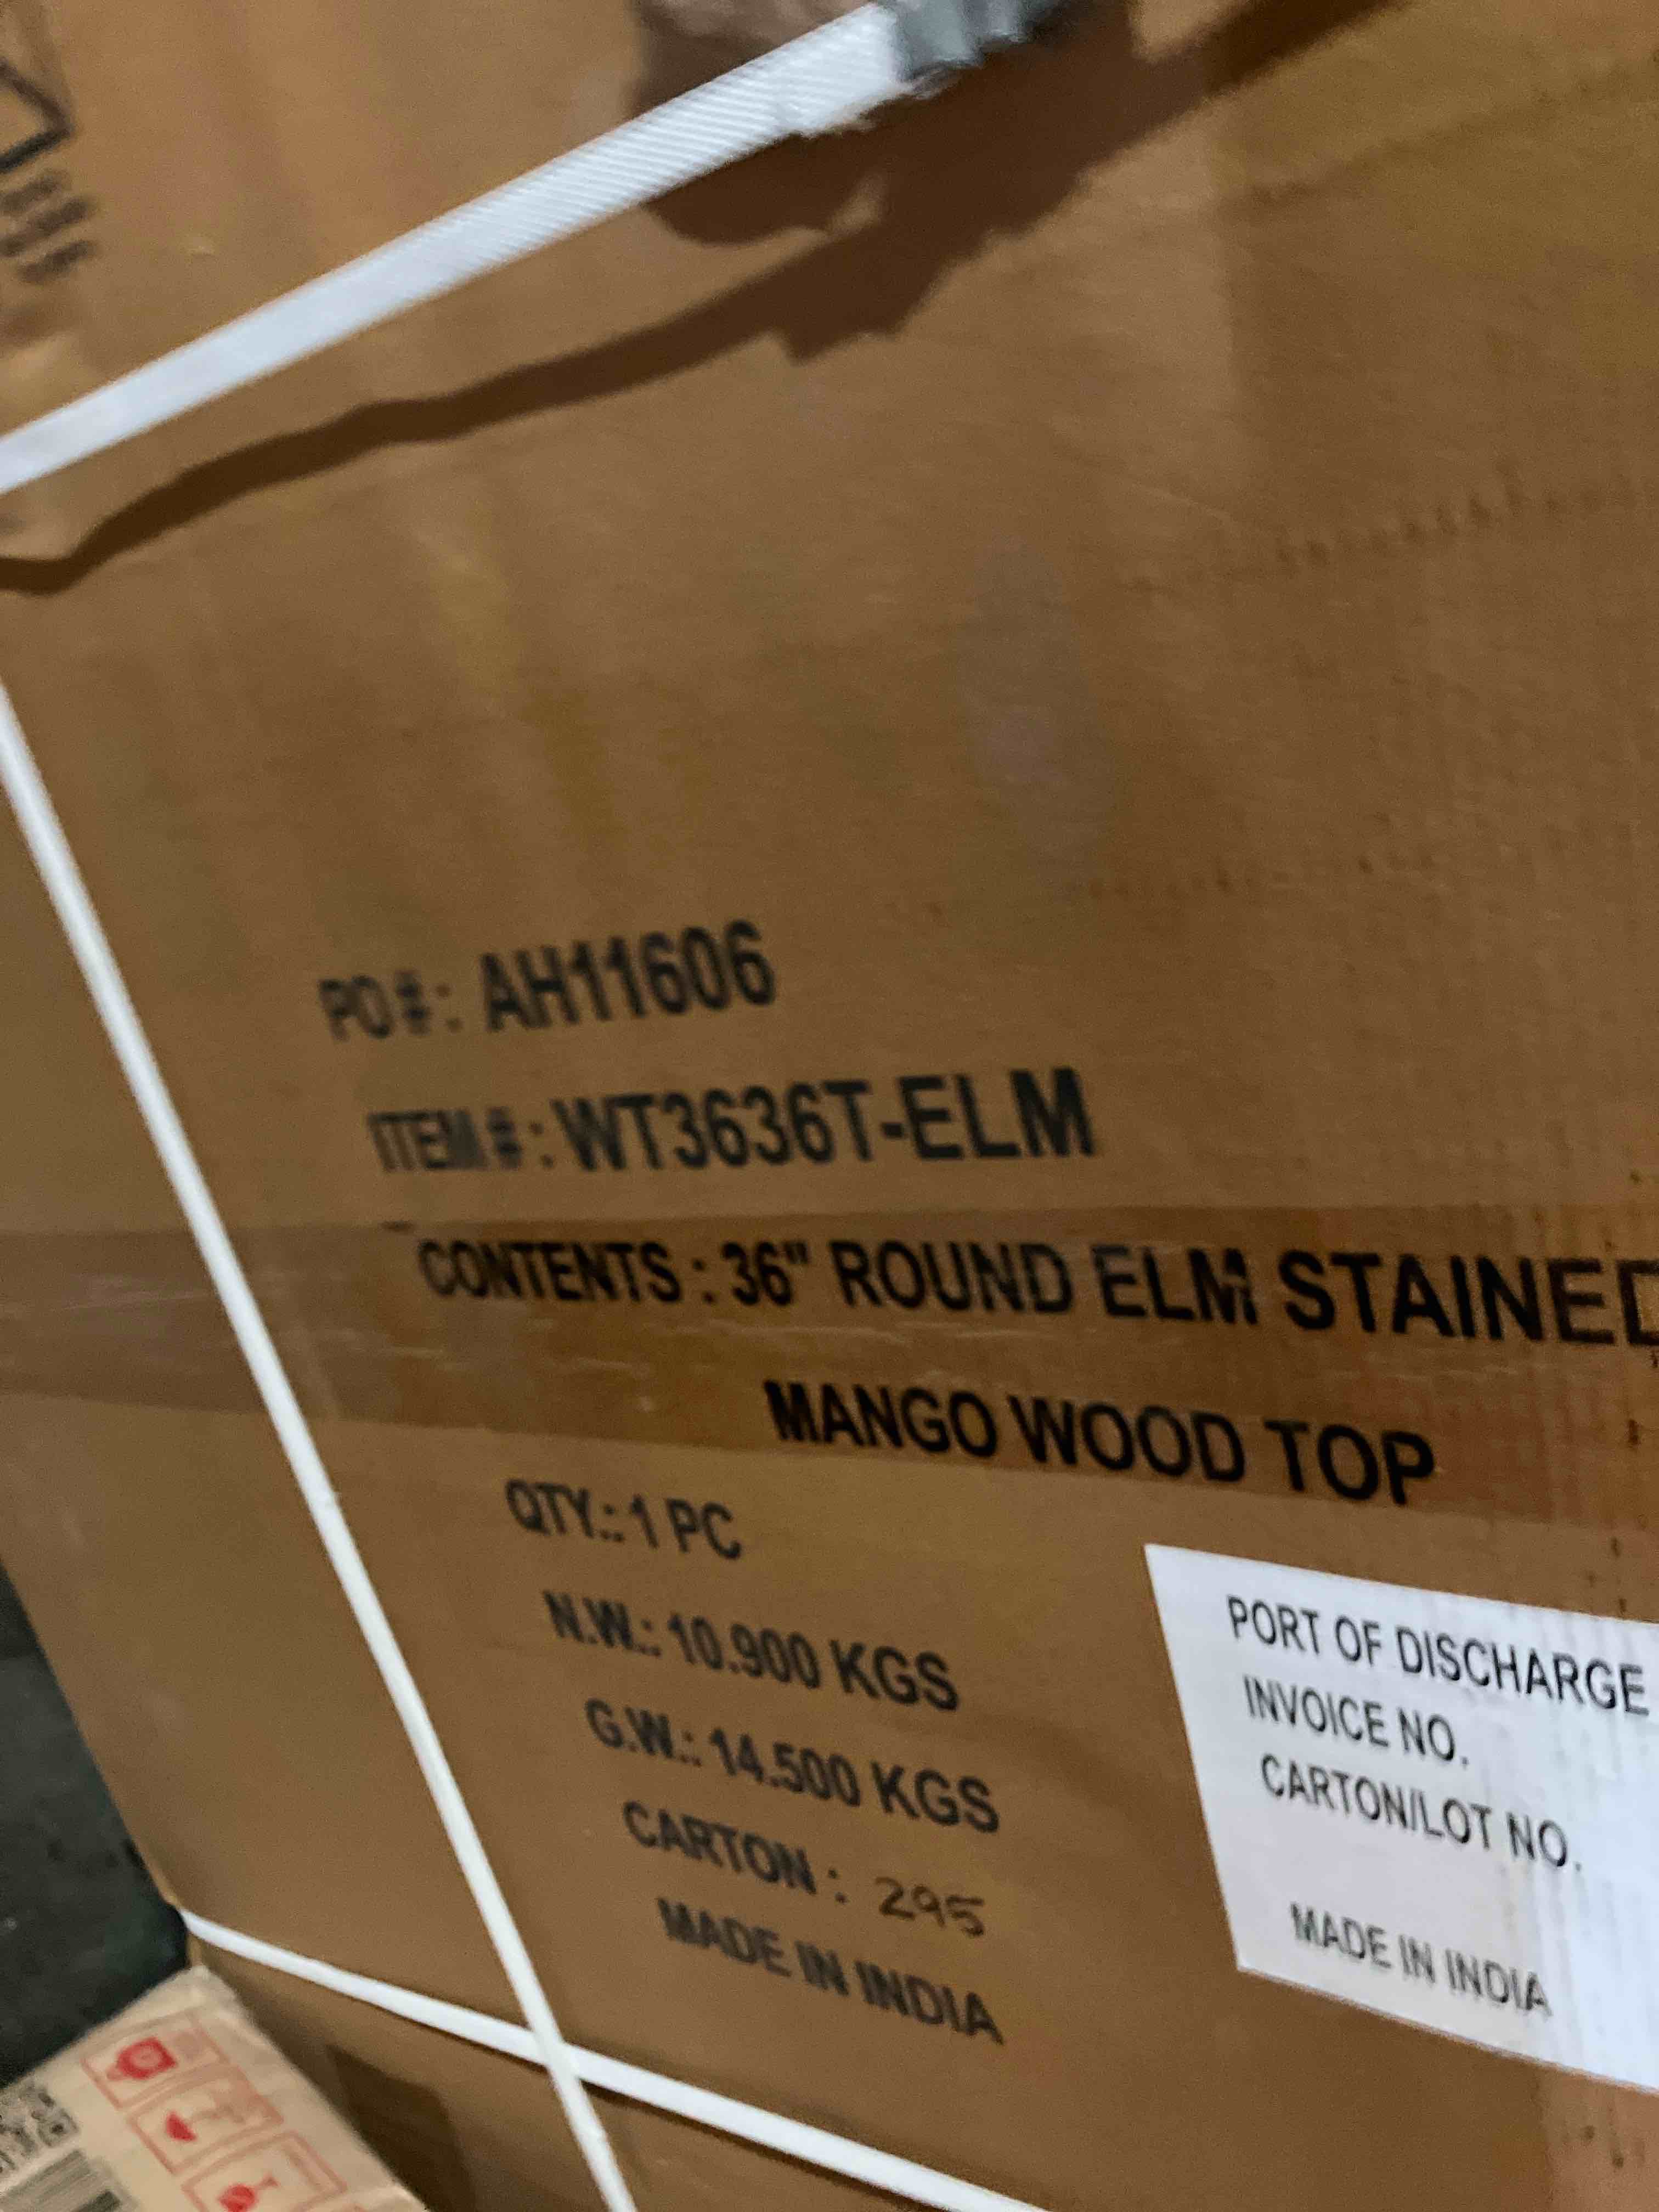 PO#: AH11606
ITEM#: WT3636T-ELM
CONTENTS : 36" ROUND ELM STAINED
MANGO WOOD TOP
QTY.: 1 PC
N.W.: 10.900 KGS
G.W.: 14.500 KGS
CARTON : 295
MADE IN INDIA
PORT OF DISCHARGE
INVOICE NO.
CARTON/LOT NO.
MADE IN INDIA